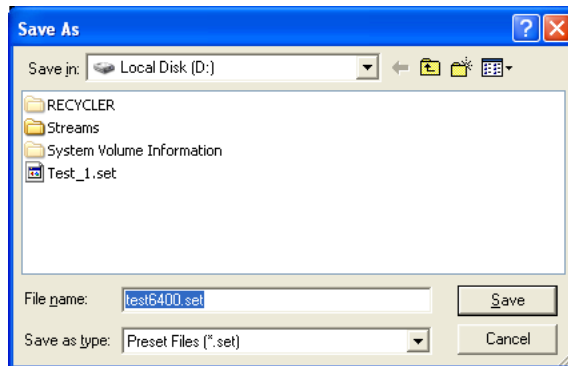 Save As
Save in: Local Disk (D:)
RECYCLER
Streams
System Volume Information
Test_1.set
File name: test6400.set Save
Save as type: Preset Files (*.set) Cancel